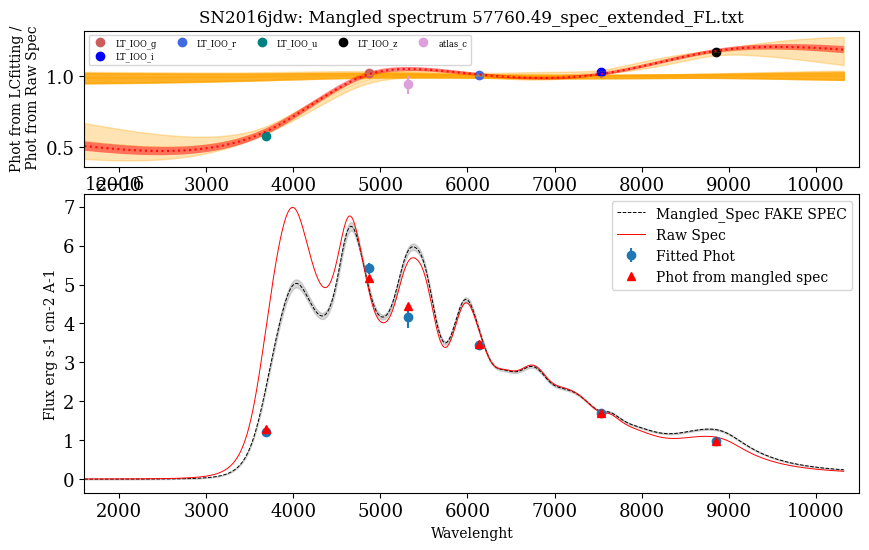 SN2016jdw: Mangled spectrum 57760.49_spec_extended_FL.txt
Phot from LCfitting /
Phot from Raw Spec
LT_IOO_g
LT_IOO_i
LT_IOO_r
LT_IOO_u
LT_IOO_z
atlas_c
1.0
0.5
2000 3000 4000 5000 6000 7000 8000 9000 10000
1e−16
Flux erg s-1 cm-2 A-1
7
6
5
4
3
2
1
0
Mangled_Spec FAKE SPEC
Raw Spec
Fitted Phot
Phot from mangled spec
2000 3000 4000 5000 6000 7000 8000 9000 10000
Wavelenght